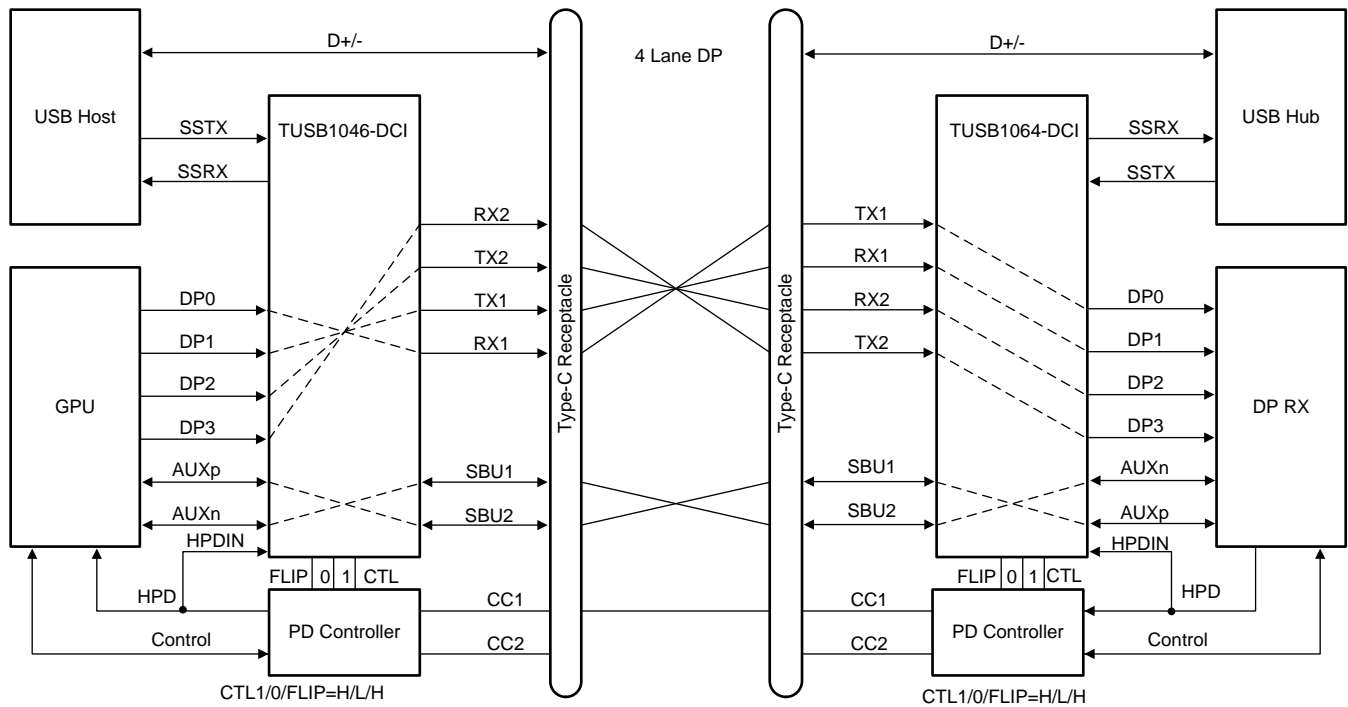 D+/-
4 Lane DP
D+/-
USB Host
TUSB1046-DCI
TUSB1064-DCI
USB Hub
SSTX
SSRX
SSRX
SSTX
RX2
TX2
TX1
RX1
Type-C Receptacle
Type-C Receptacle
TX1
RX1
RX2
TX2
GPU
DP0
DP1
DP2
DP3
AUXp
AUXn
SBU1
SBU2
SBU1
SBU2
DP0
DP1
DP2
DP3
AUXn
AUXp
DP RX
HPDIN
HPDIN
FLIP 0 1 CTL
FLIP 0 1 CTL
HPD
PD Controller
CC1
CC1
PD Controller
HPD
Control
CC2
CC2
Control
CTL1/0/FLIP=H/L/H
CTL1/0/FLIP=H/L/H